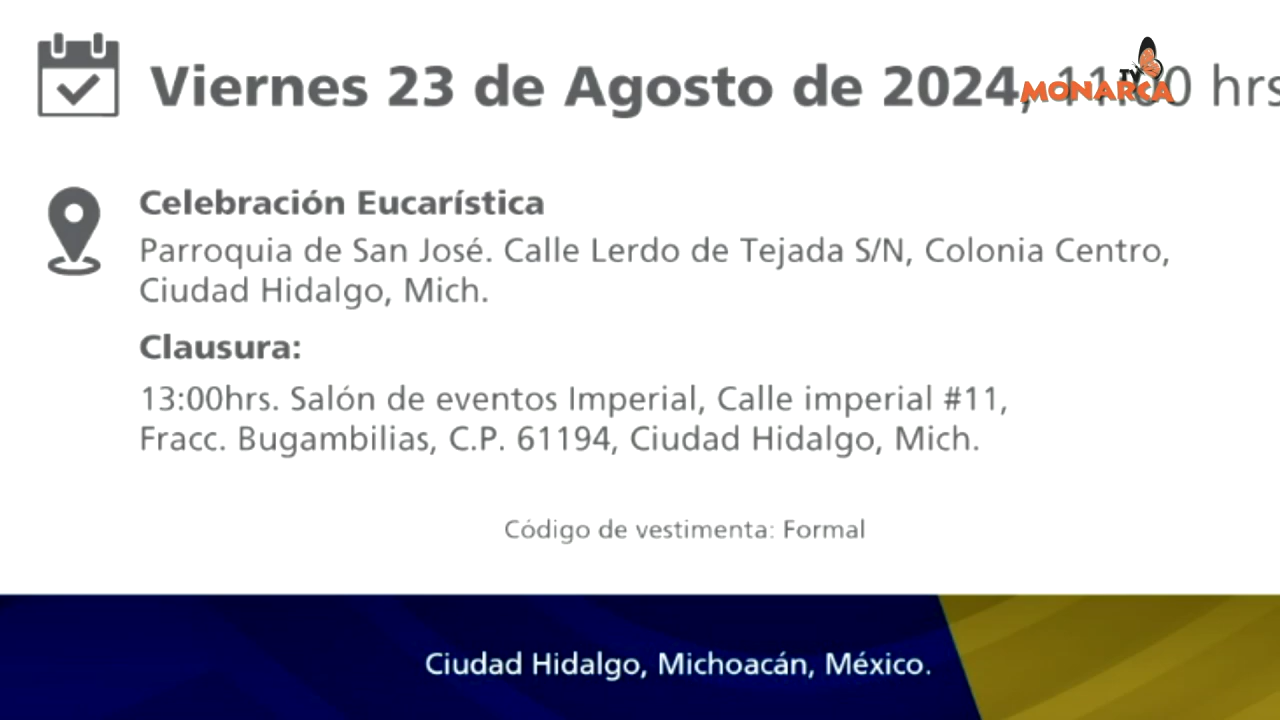 Viernes 23 de Agosto de 2024, hrs
TV
MONARCA
Celebración Eucarística
Parroquia de San José. Calle Lerdo de Tejada S/N, Colonia Centro,
Ciudad Hidalgo, Mich.
Clausura:
13:00hrs. Salón de eventos Imperial, Calle imperial #11,
Fracc. Bugambilias, C.P. 61194, Ciudad Hidalgo, Mich.
Código de vestimenta: Formal
Ciudad Hidalgo, Michoacán, México.